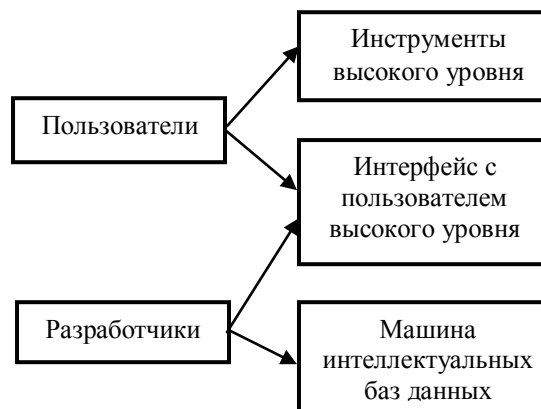 Инструменты
высокого уровня
Пользователи
Интерфейс с
пользователем
высокого уровня
Разработчики
Машина
интеллектуальных
баз данных